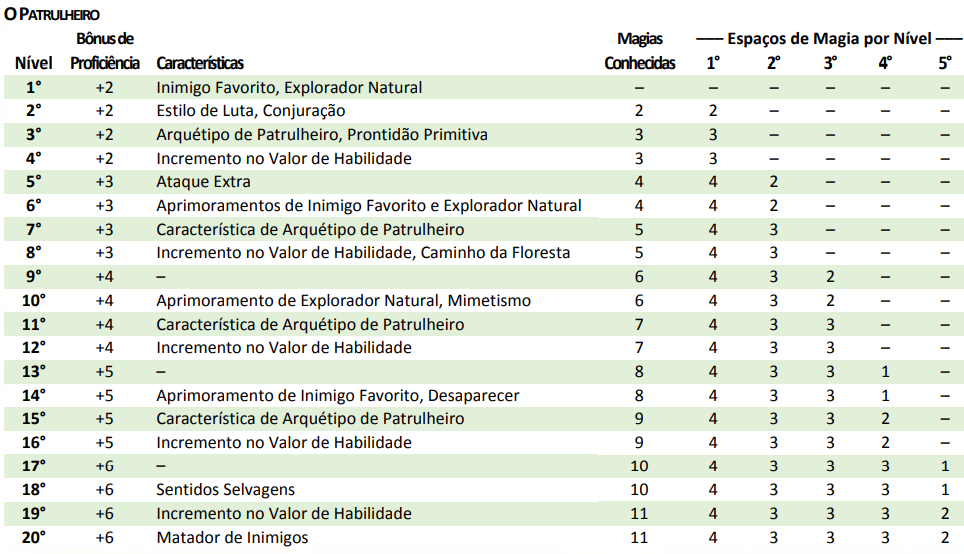 O PATRULHEIRO
Bônus de Magias —— Espaços de Magia por Nível ——
Nível Proficiência Características Conhecidas 1° 2° 3° 4° 5°
1° +2 Inimigo Favorito, Explorador Natural – – – – – –
2° +2 Estilo de Luta, Conjuração 2 2 – – – –
3° +2 Arquétipo de Patrulheiro, Prontidão Primitiva 3 3 – – – –
4° +2 Incremento no Valor de Habilidade 3 3 – – – –
5° +3 Ataque Extra 4 4 2 – – –
6° +3 Aprimoramentos de Inimigo Favorito e Explorador Natural 4 4 2 – – –
7° +3 Característica de Arquétipo de Patrulheiro 5 4 3 – – –
8° +3 Incremento no Valor de Habilidade, Caminho da Floresta 5 4 3 – – –
9° +4 – 6 4 3 2 – –
10° +4 Aprimoramento de Explorador Natural, Mimetismo 6 4 3 2 – –
11° +4 Característica de Arquétipo de Patrulheiro 7 4 3 3 – –
12° +4 Incremento no Valor de Habilidade 7 4 3 3 – –
13° +5 – 8 4 3 3 1 –
14° +5 Aprimoramento de Inimigo Favorito, Desaparecer 8 4 3 3 1 –
15° +5 Característica de Arquétipo de Patrulheiro 9 4 3 3 2 –
16° +5 Incremento no Valor de Habilidade 9 4 3 3 2 –
17° +6 – 10 4 3 3 3 1
18° +6 Sentidos Selvagens 10 4 3 3 3 1
19° +6 Incremento no Valor de Habilidade 11 4 3 3 3 2
20° +6 Matador de Inimigos 11 4 3 3 3 2